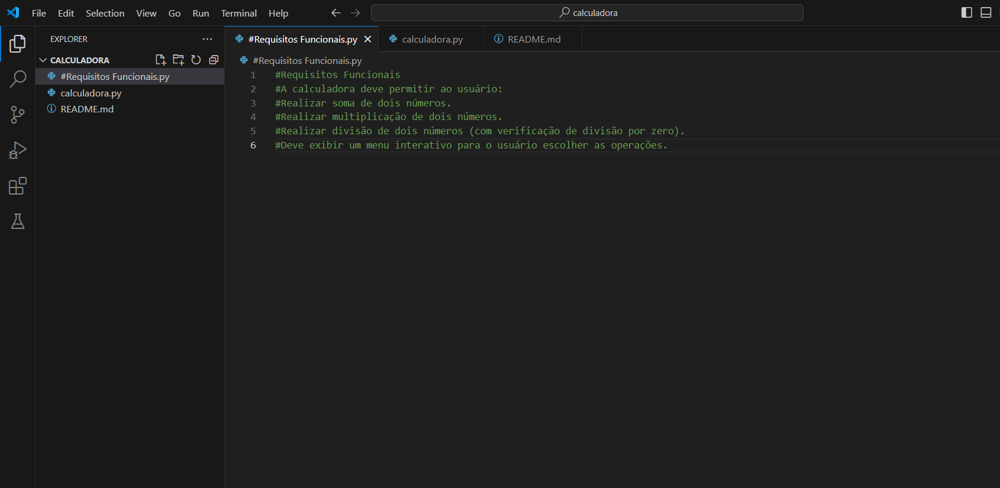 File Edit Selection View Go Run Terminal Help
calculadora
EXPLORER
CALCULADORA
#Requisitos Funcionais.py
calculadora.py
README.md
#Requisitos Funcionais.py calculadora.py README.md
#Requisitos Funcionais.py
1 #Requisitos Funcionais
2 #A calculadora deve permitir ao usuário:
3 #Realizar soma de dois números.
4 #Realizar multiplicação de dois números.
5 #Realizar divisão de dois números (com verificação de divisão por zero).
6 #Deve exibir um menu interativo para o usuário escolher as operações.